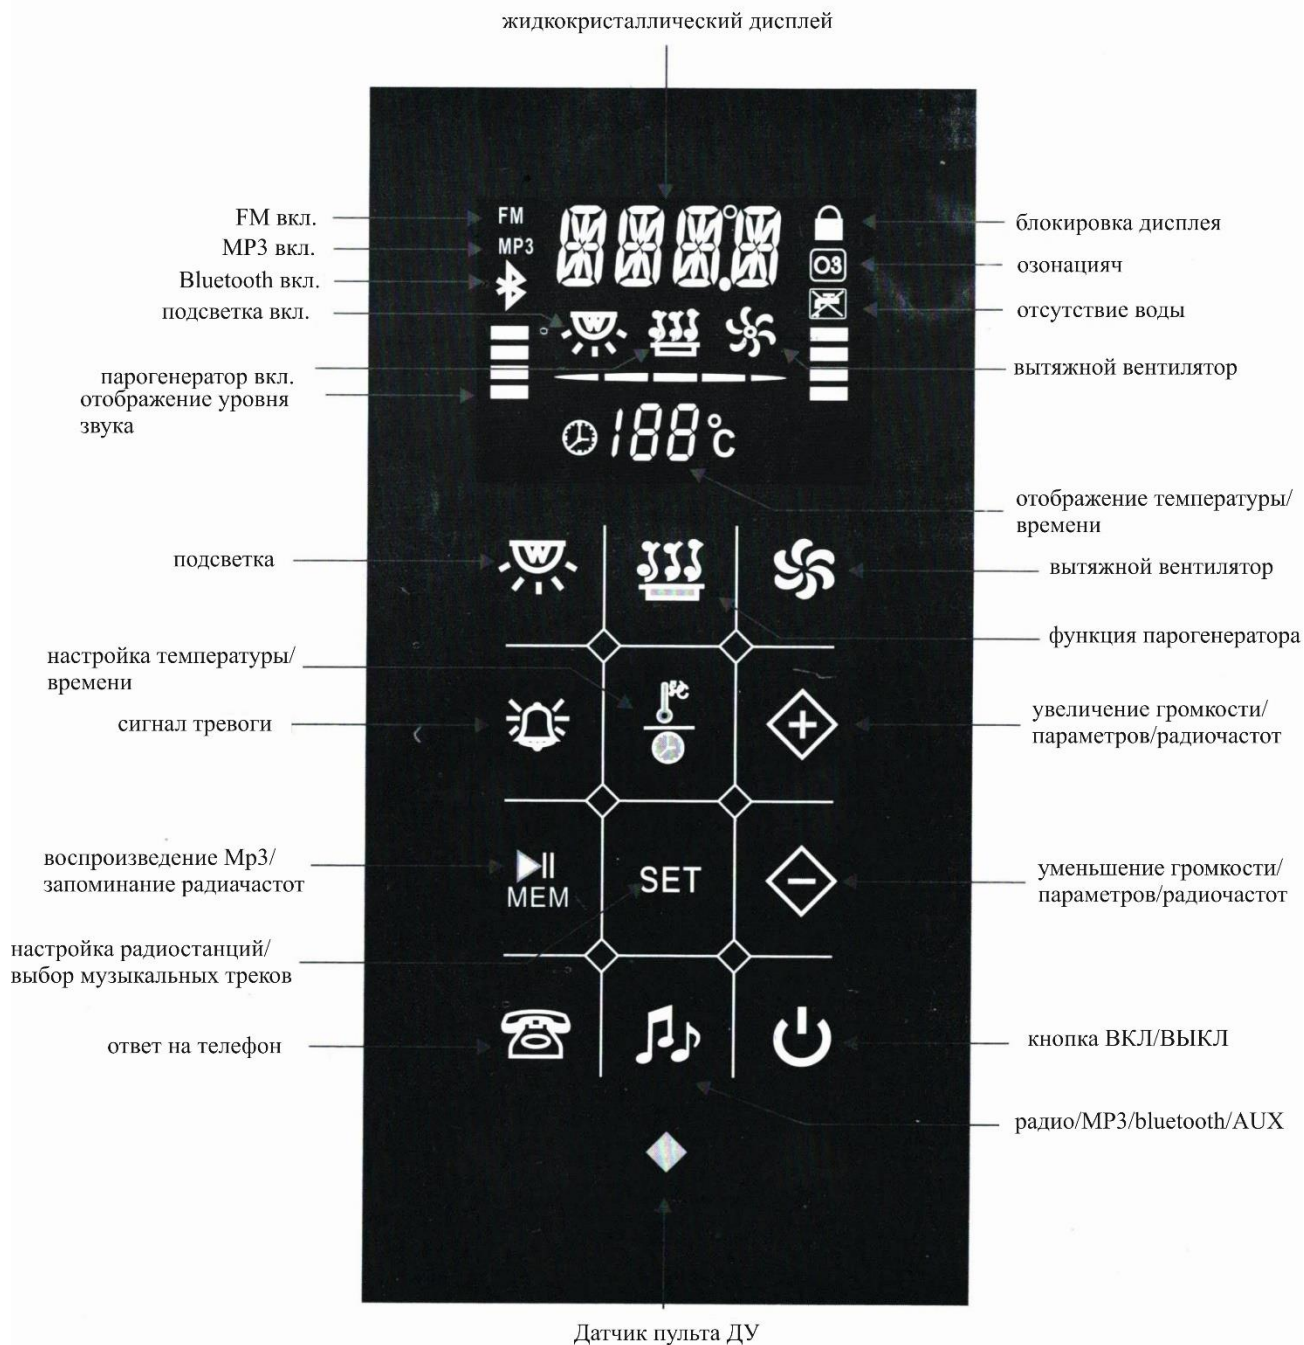 жидкокристаллический дисплей
FM вкл.
MP3 вкл.
Bluetooth вкл.
подсветка вкл.
парогенератор вкл.
отображение уровня
звука
FM
MP3
W
188°C
O3
блокировка дисплея
озонацияч
отсутствие воды
вытяжной вентилятор
отображение температуры/
времени
подсветка
W
вытяжной вентилятор
функция парогенератора
настройка температуры/
времени
сигнал тревоги
°C
увеличение громкости/
параметров/радиочастот
воспроизведение Mp3/
запоминание радиачастот
MEM
SET
уменьшение громкости/
параметров/радиочастот
настройка радиостанций/
выбор музыкальных треков
ответ на телефон
кнопка ВКЛ/ВЫКЛ
радио/MP3/bluetooth/AUX
Датчик пульта ДУ